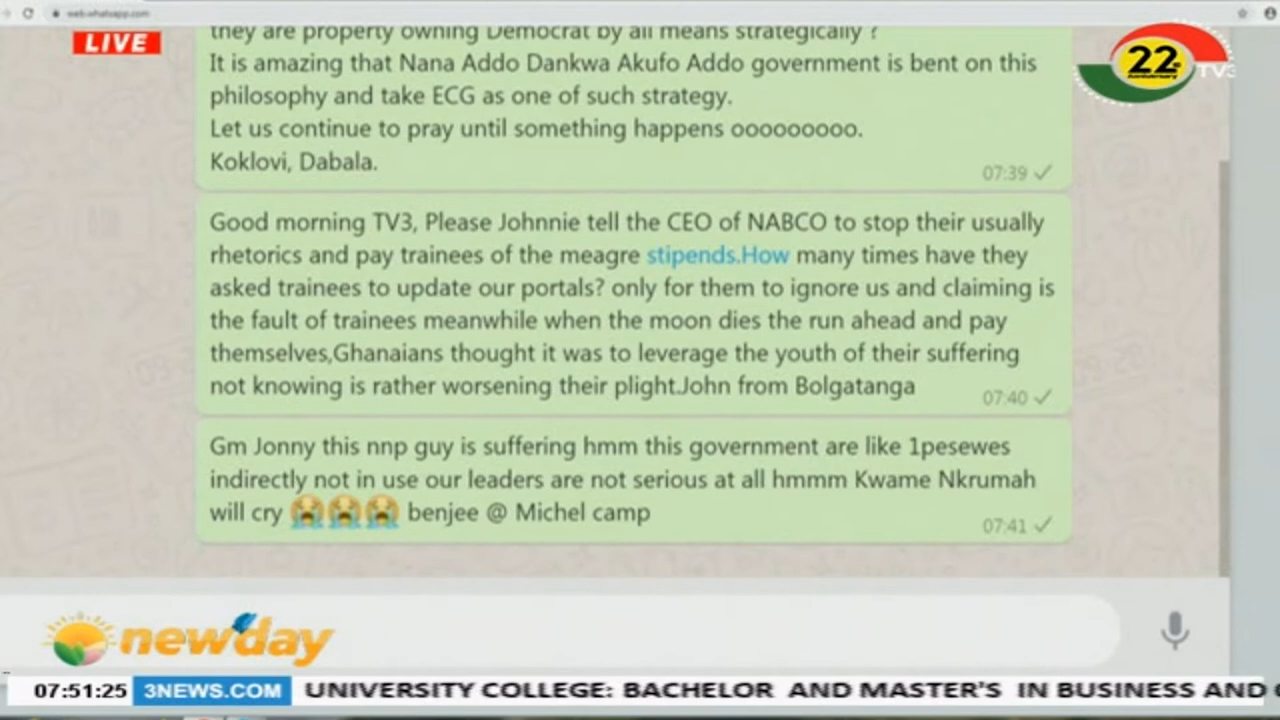 web.whatsapp.com
LIVE
22
Anniversary
TV3
they are property owning Democrat by all means strategically ?
It is amazing that Nana Addo Dankwa Akufo Addo government is bent on this
philosophy and take ECG as one of such strategy.
Let us continue to pray until something happens ooooooooo.
Koklovi, Dabala.
07:39
Good morning TV3, Please Johnnie tell the CEO of NABCO to stop their usually
rhetorics and pay trainees of the meagre stipends.How many times have they
asked trainees to update our portals? only for them to ignore us and claiming is
the fault of trainees meanwhile when the moon dies the run ahead and pay
themselves,Ghanaians thought it was to leverage the youth of their suffering
not knowing is rather worsening their plight.John from Bolgatanga
07:40
Gm Jonny this nnp guy is suffering hmm this government are like 1pesewes
indirectly not in use our leaders are not serious at all hmmm Kwame Nkrumah
will cry 😭😭😭 benjee @ Michel camp
07:41
newday
07:51:25 3NEWS.COM UNIVERSITY COLLEGE: BACHELOR AND MASTER'S IN BUSINESS AND